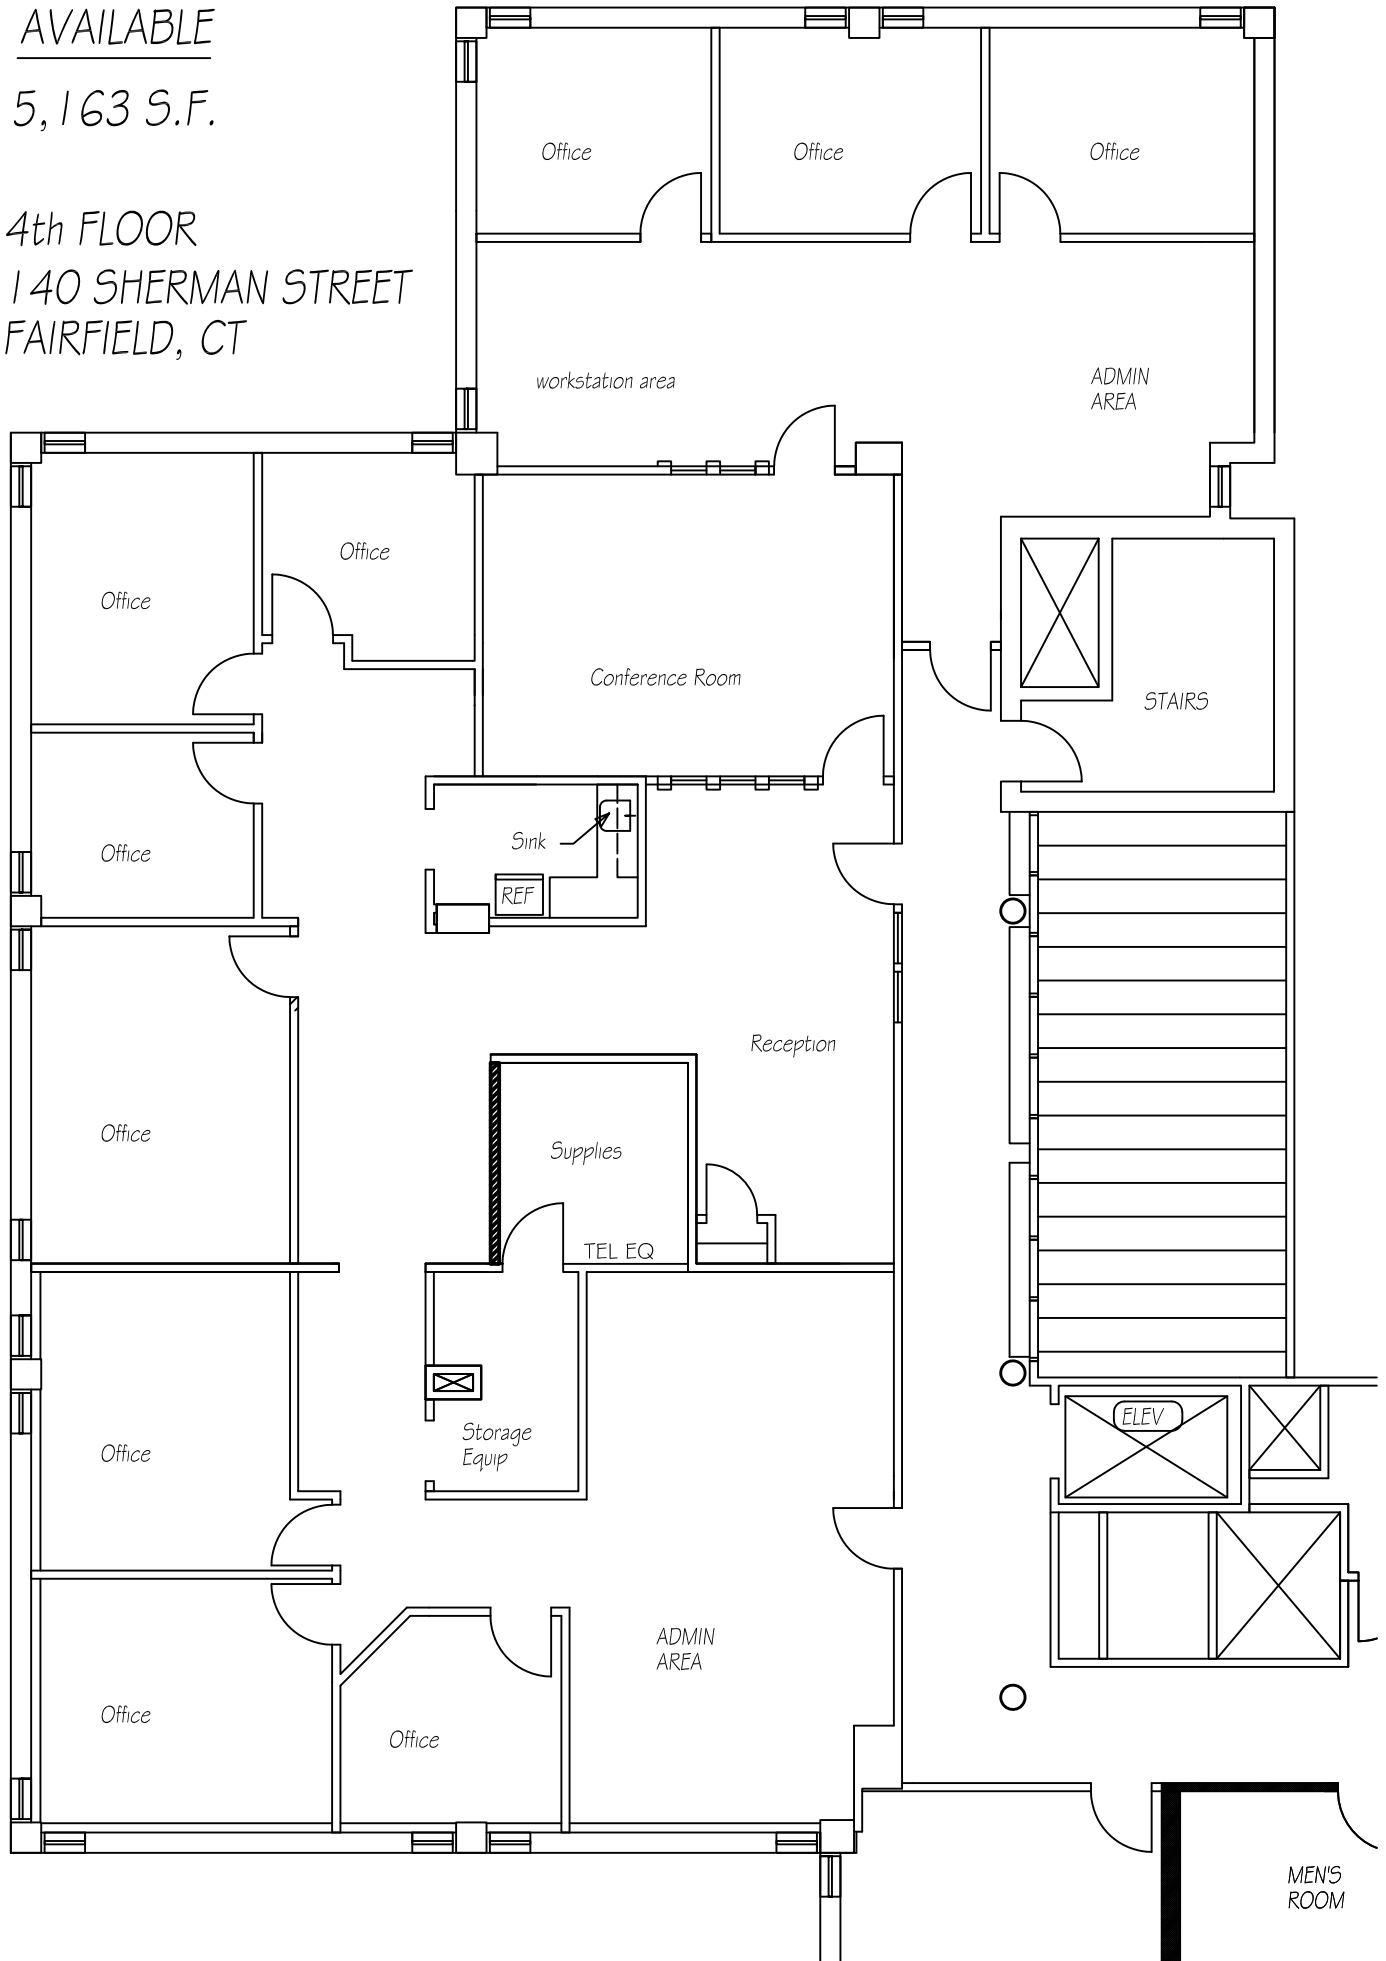 AVAILABLE
5,163 S.F.
4th FLOOR
140 SHERMAN STREET
FAIRFIELD, CT
Office
Office
Office
workstation area
ADMIN
AREA
Office
Office
Conference Room
STAIRS
Sink
REF
Office
Reception
Office
Supplies
TEL EQ
ELEV
Storage
Equip
Office
ADMIN
AREA
Office
Office
MEN'S
ROOM